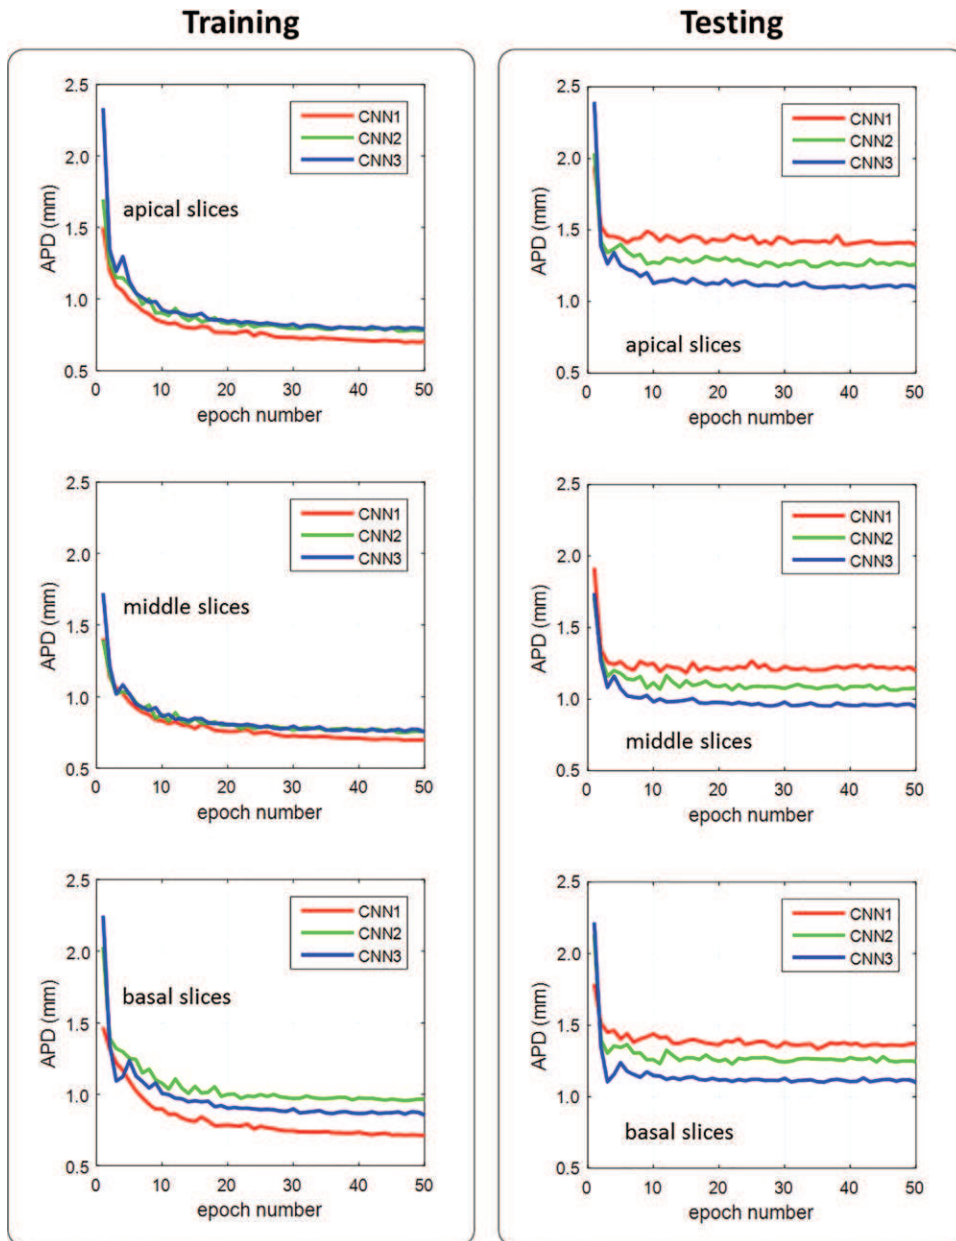 Training
2.5
2.0
1.5
1.0
0.5
APD (mm)
CNN1
CNN2
CNN3
apical slices
0 10 20 30 40 50
epoch number
2.5
2.0
1.5
1.0
0.5
APD (mm)
CNN1
CNN2
CNN3
middle slices
0 10 20 30 40 50
epoch number
2.5
2.0
1.5
1.0
0.5
APD (mm)
CNN1
CNN2
CNN3
basal slices
0 10 20 30 40 50
epoch number
Testing
2.5
2.0
1.5
1.0
0.5
APD (mm)
CNN1
CNN2
CNN3
apical slices
0 10 20 30 40 50
epoch number
2.5
2.0
1.5
1.0
0.5
APD (mm)
CNN1
CNN2
CNN3
middle slices
0 10 20 30 40 50
epoch number
2.5
2.0
1.5
1.0
0.5
APD (mm)
CNN1
CNN2
CNN3
basal slices
0 10 20 30 40 50
epoch number